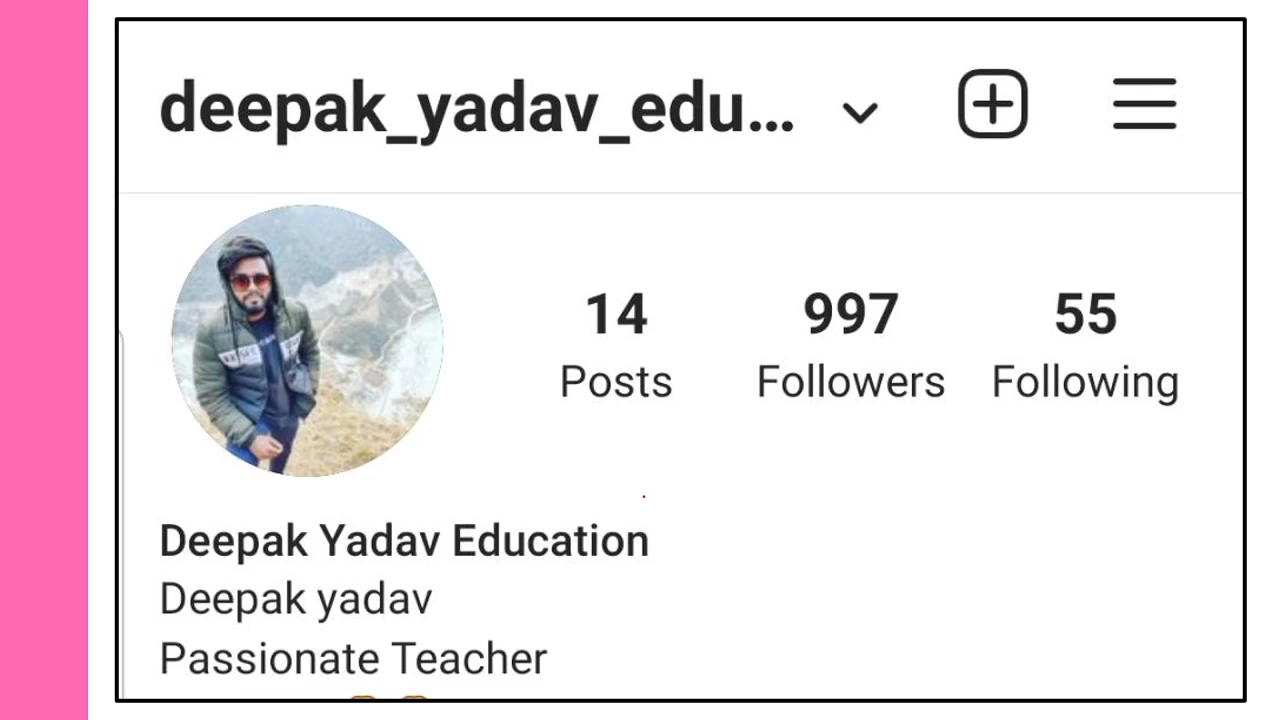 deepak_yadav_edu...
14 997 55
Posts Followers Following
Deepak Yadav Education
Deepak yadav
Passionate Teacher